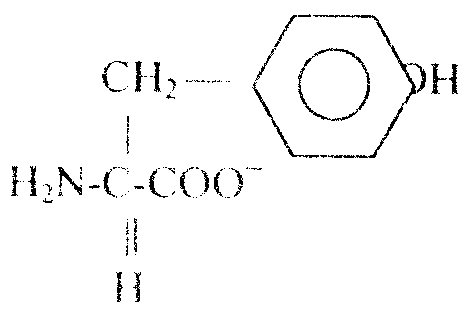 CH₂ OH
H₂N-C-COO⁻
H